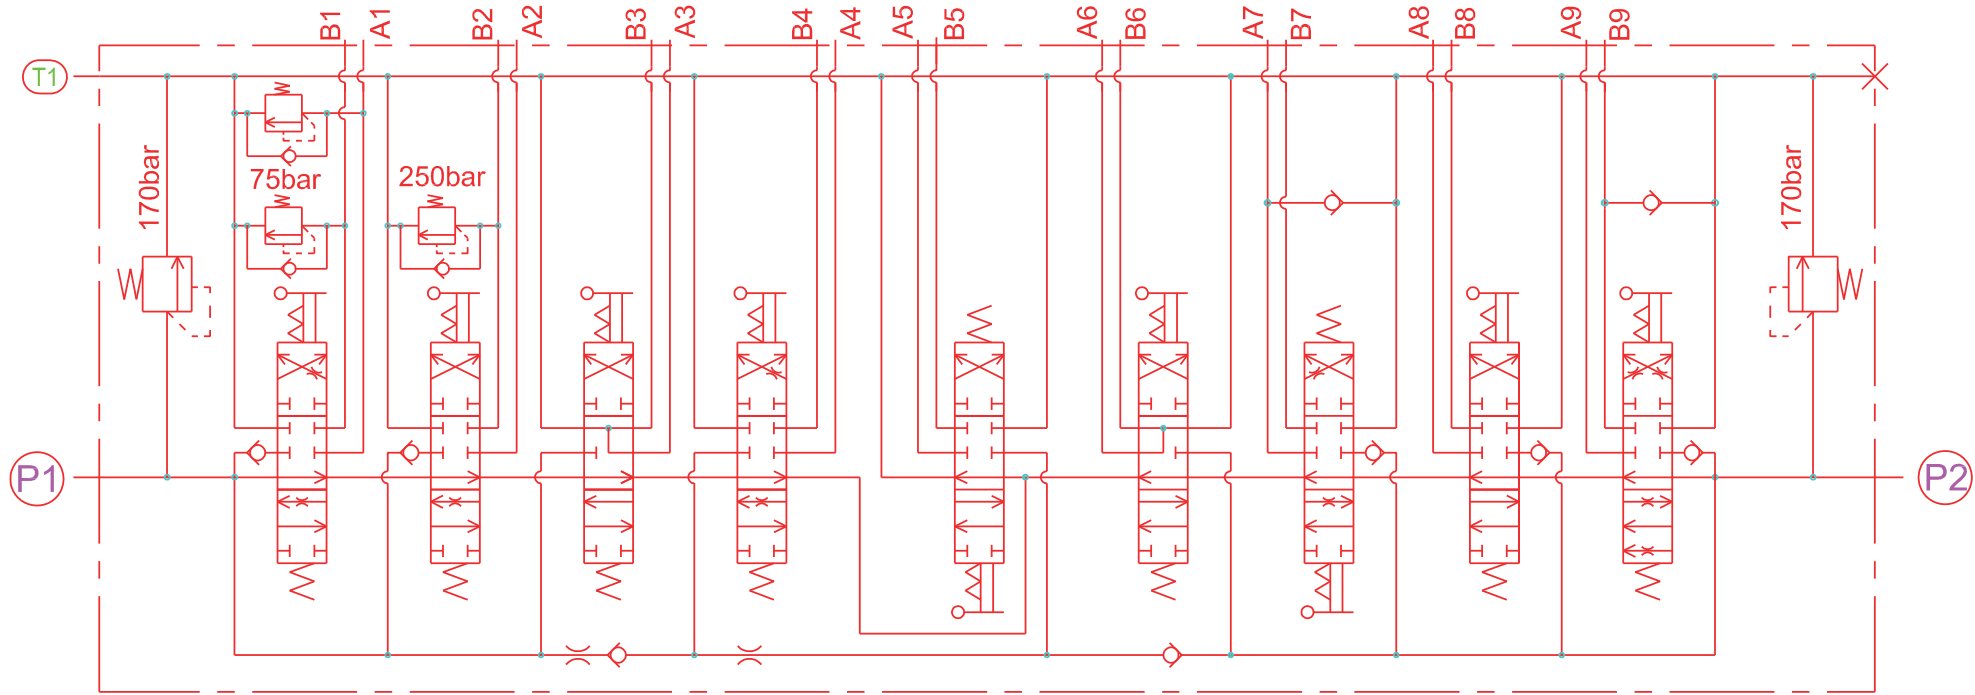 B1 A1 B2 A2 B3 A3 B4 A4 A5 B5 A6 B6 A7 B7 A8 B8 A9 B9
T1
75bar
250bar
170bar
170bar
P1
P2